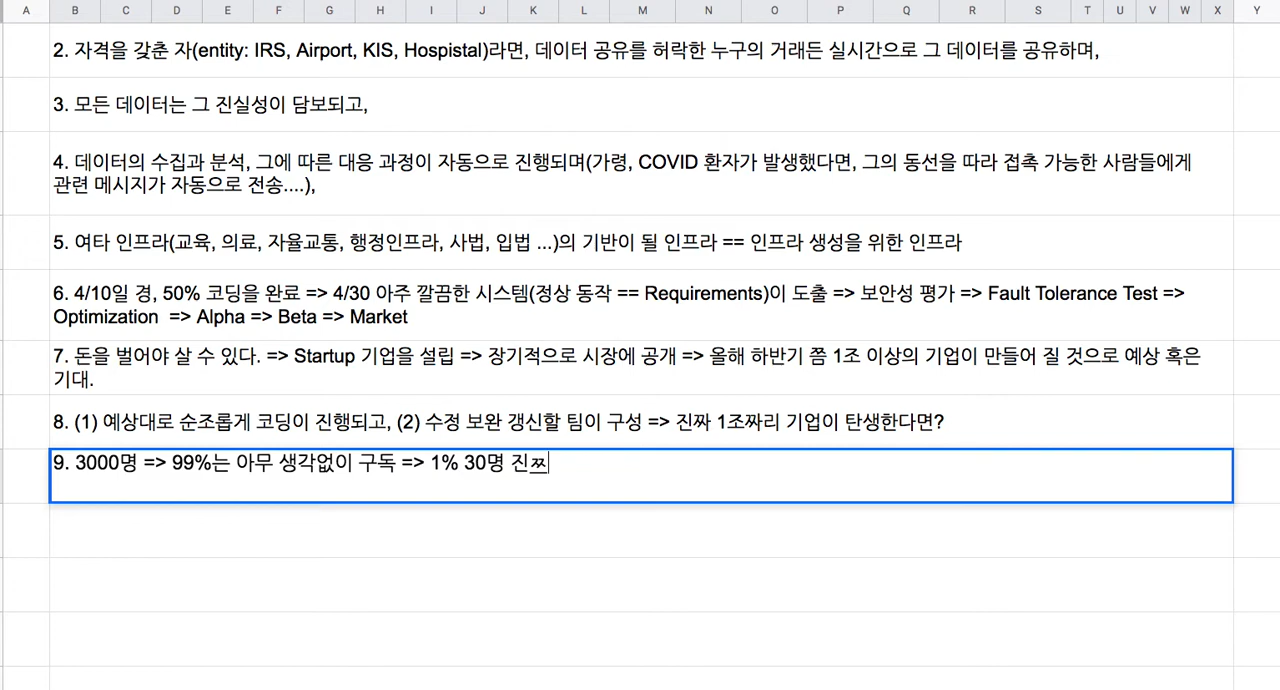 A B C D E F G H I J K L M N O P Q R S T U V W X Y
2. 자격을 갖춘 자(entity: IRS, Airport, KIS, Hospistal)라면, 데이터 공유를 허락한 누구의 거래든 실시간으로 그 데이터를 공유하며,
3. 모든 데이터는 그 진실성이 담보되고,
4. 데이터의 수집과 분석, 그에 따른 대응 과정이 자동으로 진행되며(가령, COVID 환자가 발생했다면, 그의 동선을 따라 접촉 가능한 사람들에게
관련 메시지가 자동으로 전송....),
5. 여타 인프라(교육, 의료, 자율교통, 행정인프라, 사법, 입법 ...)의 기반이 될 인프라 == 인프라 생성을 위한 인프라
6. 4/10일 경, 50% 코딩을 완료 => 4/30 아주 깔끔한 시스템(정상 동작 == Requirements)이 도출 => 보안성 평가 => Fault Tolerance Test =>
Optimization => Alpha => Beta => Market
7. 돈을 벌어야 살 수 있다. => Startup 기업을 설립 => 장기적으로 시장에 공개 => 올해 하반기 쯤 1조 이상의 기업이 만들어 질 것으로 예상 혹은
기대.
8. (1) 예상대로 순조롭게 코딩이 진행되고, (2) 수정 보완 갱신할 팀이 구성 => 진짜 1조짜리 기업이 탄생한다면?
9. 3000명 => 99%는 아무 생각없이 구독 => 1% 30명 진ㅉ